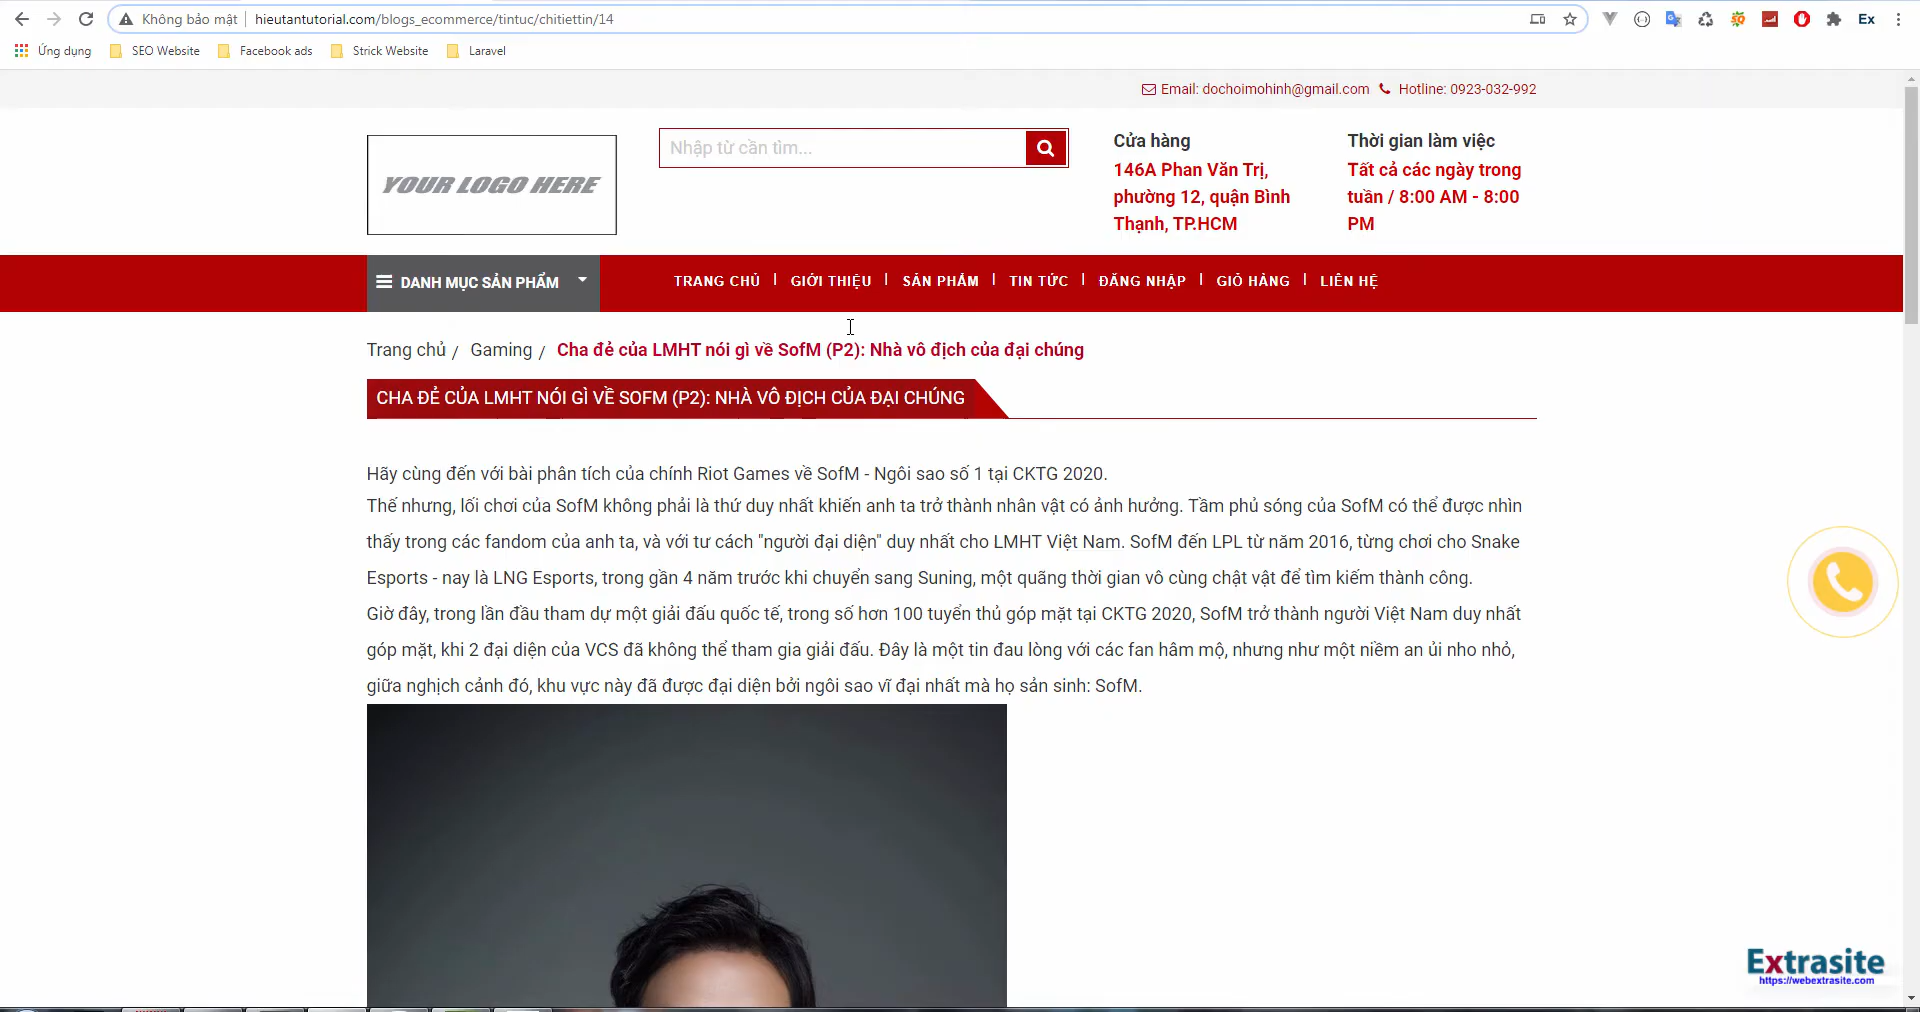 Không bảo mật hieutantutorial.com/blogs_ecommerce/tintuc/chitiettin/14 Ex
Ứng dụng SEO Website Facebook ads Strick Website Laravel
Email: dochoimohinh@gmail.com Hotline: 0923-032-992
YOUR LOGO HERE
Nhập từ cần tìm...
Cửa hàng
146A Phan Văn Trị,
phường 12, quận Bình
Thạnh, TP.HCM
Thời gian làm việc
Tất cả các ngày trong
tuần / 8:00 AM - 8:00
PM
DANH MỤC SẢN PHẨM
TRANG CHỦ GIỚI THIỆU SẢN PHẨM TIN TỨC ĐĂNG NHẬP GIỎ HÀNG LIÊN HỆ
Trang chủ / Gaming / Cha đẻ của LMHT nói gì về SofM (P2): Nhà vô địch của đại chúng
CHA ĐẺ CỦA LMHT NÓI GÌ VỀ SOFM (P2): NHÀ VÔ ĐỊCH CỦA ĐẠI CHÚNG
Hãy cùng đến với bài phân tích của chính Riot Games về SofM - Ngôi sao số 1 tại CKTG 2020.
Thế nhưng, lối chơi của SofM không phải là thứ duy nhất khiến anh ta trở thành nhân vật có ảnh hưởng. Tầm phủ sóng của SofM có thể được nhìn
thấy trong các fandom của anh ta, và với tư cách "người đại diện" duy nhất cho LMHT Việt Nam. SofM đến LPL từ năm 2016, từng chơi cho Snake
Esports - nay là LNG Esports, trong gần 4 năm trước khi chuyển sang Suning, một quãng thời gian vô cùng chật vật để tìm kiếm thành công.
Giờ đây, trong lần đầu tham dự một giải đấu quốc tế, trong số hơn 100 tuyển thủ góp mặt tại CKTG 2020, SofM trở thành người Việt Nam duy nhất
góp mặt, khi 2 đại diện của VCS đã không thể tham gia giải đấu. Đây là một tin đau lòng với các fan hâm mộ, nhưng như một niềm an ủi nho nhỏ,
giữa nghịch cảnh đó, khu vực này đã được đại diện bởi ngôi sao vĩ đại nhất mà họ sản sinh: SofM.
Extrasite
https://webextrasite.com